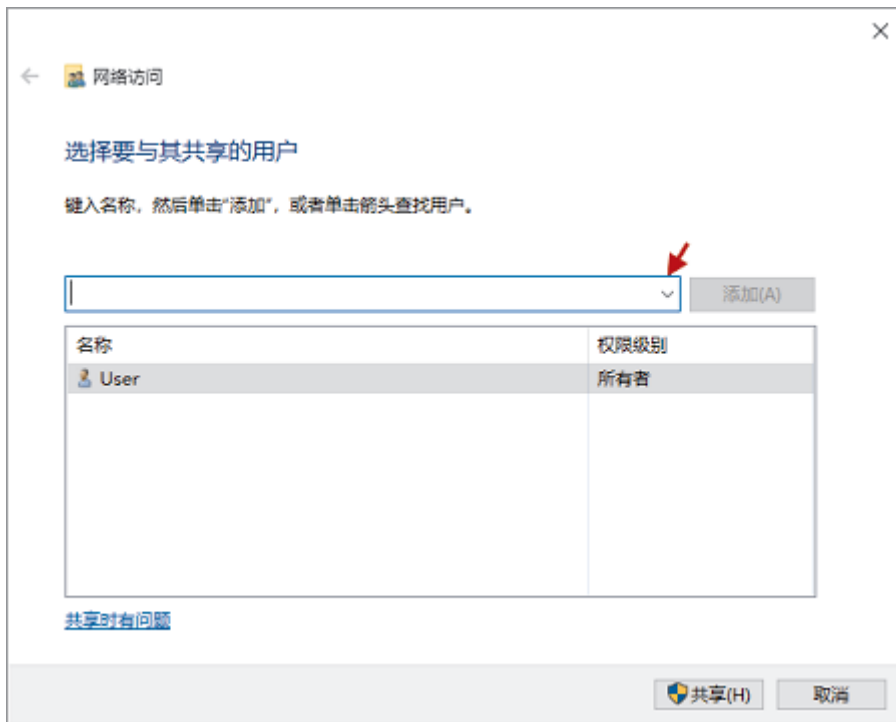 网络访问
选择要与其共享的用户
键入名称，然后单击"添加"，或者单击箭头查找用户。
添加(A)
名称 权限级别
User 所有者
共享时有问题
共享(H) 取消